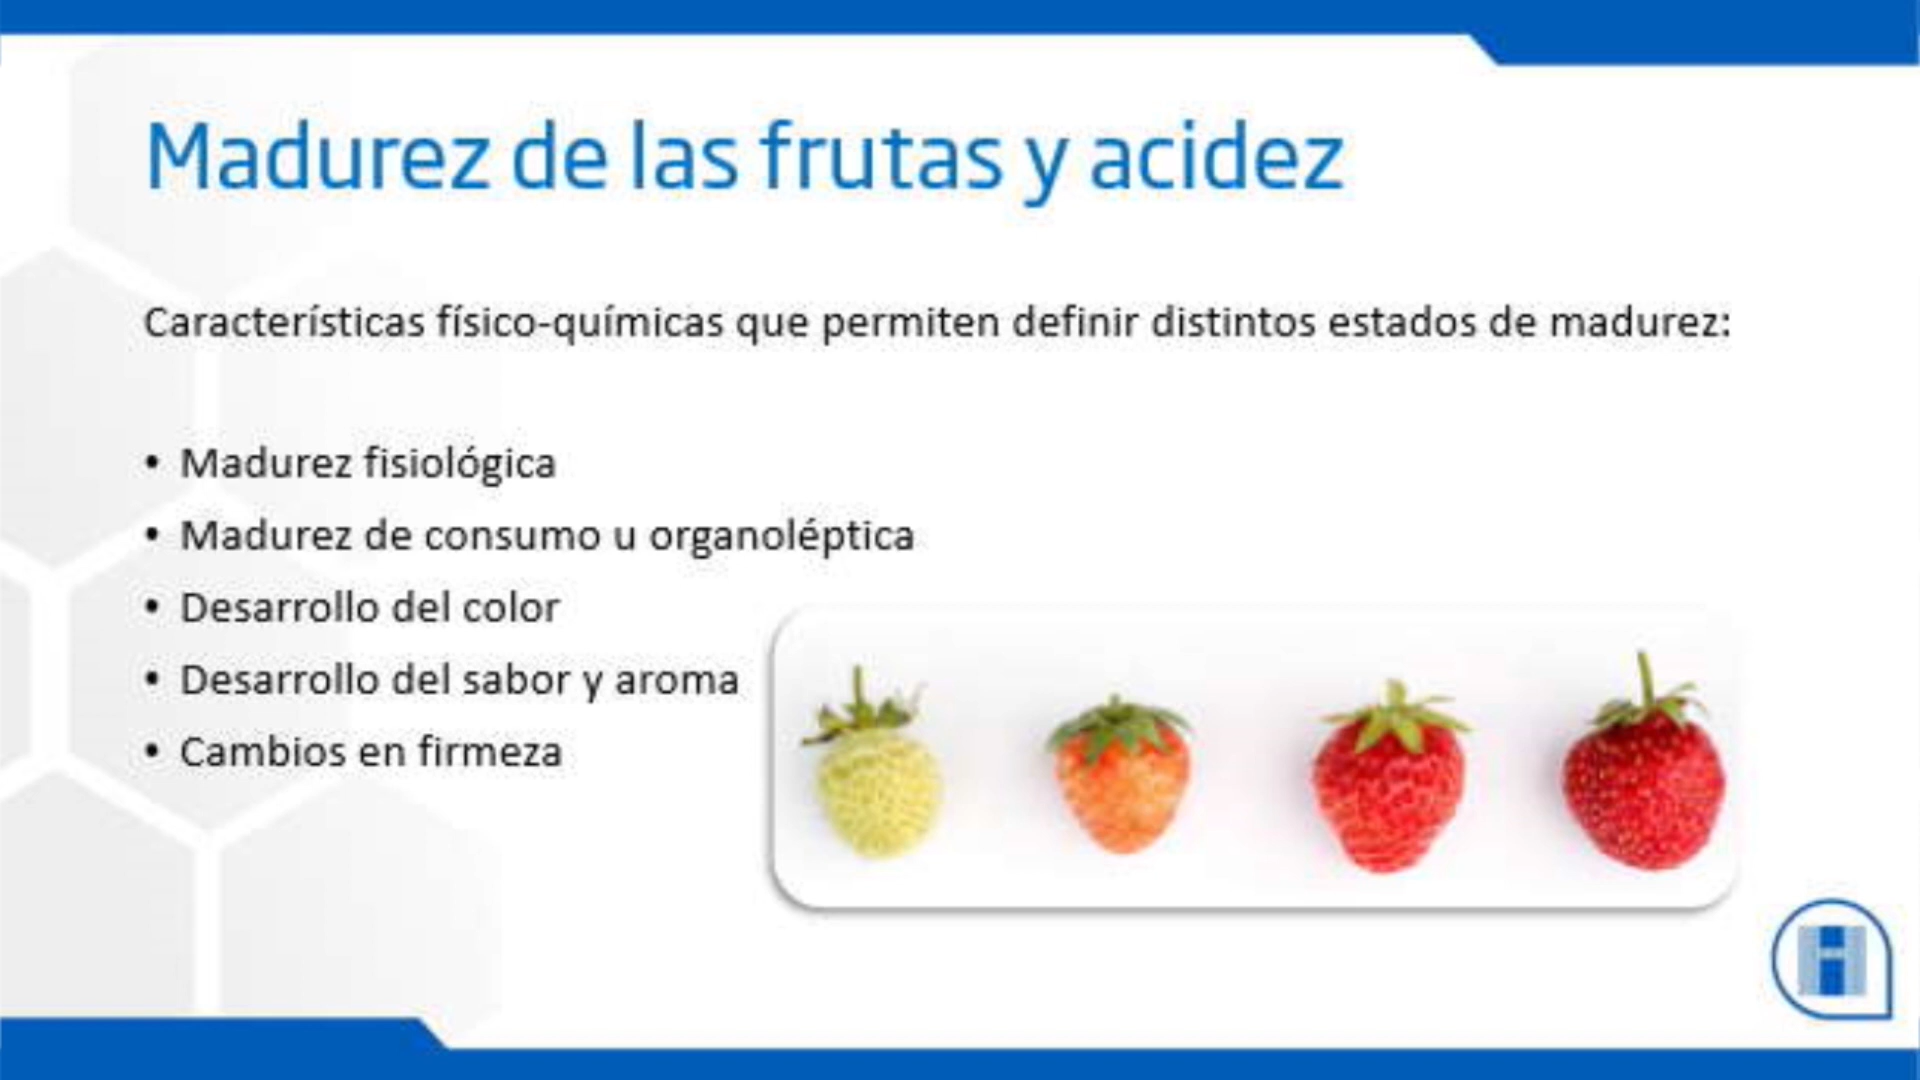 Madurez de las frutas y acidez
Características físico-químicas que permiten definir distintos estados de madurez:
• Madurez fisiológica
• Madurez de consumo u organoléptica
• Desarrollo del color
• Desarrollo del sabor y aroma
• Cambios en firmeza